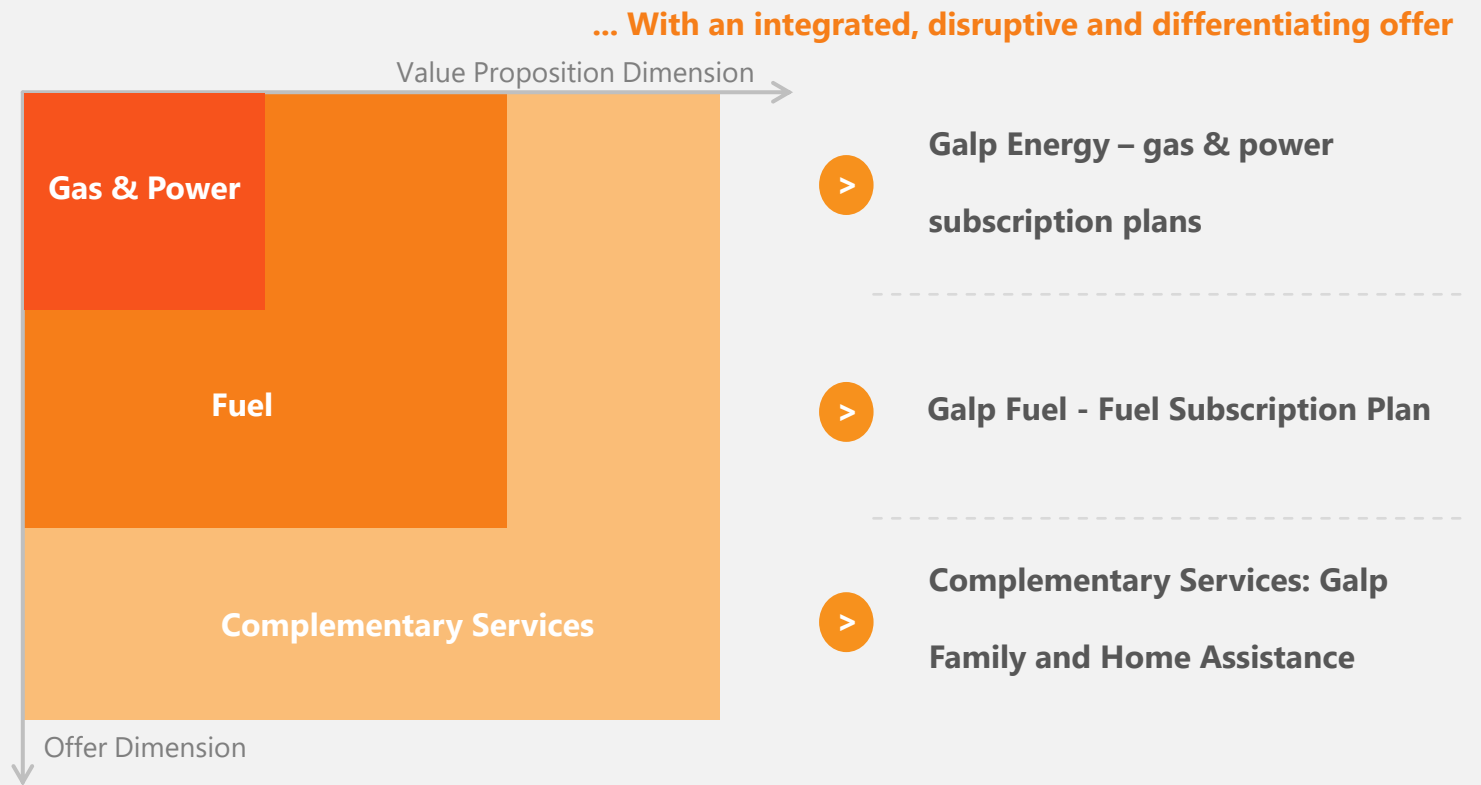 ... With an integrated, disruptive and differentiating offer
Value Proposition Dimension
Gas & Power
Fuel
Complementary Services
Offer Dimension
>
Galp Energy – gas & power
subscription plans
>
Galp Fuel - Fuel Subscription Plan
>
Complementary Services: Galp
Family and Home Assistance